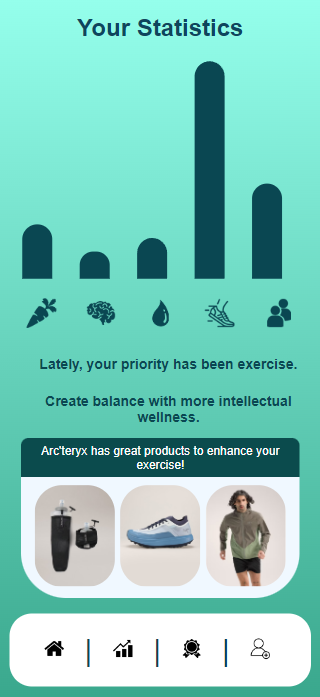 Your Statistics
Lately, your priority has been exercise.
Create balance with more intellectual
wellness.
Arc'teryx has great products to enhance your
exercise!